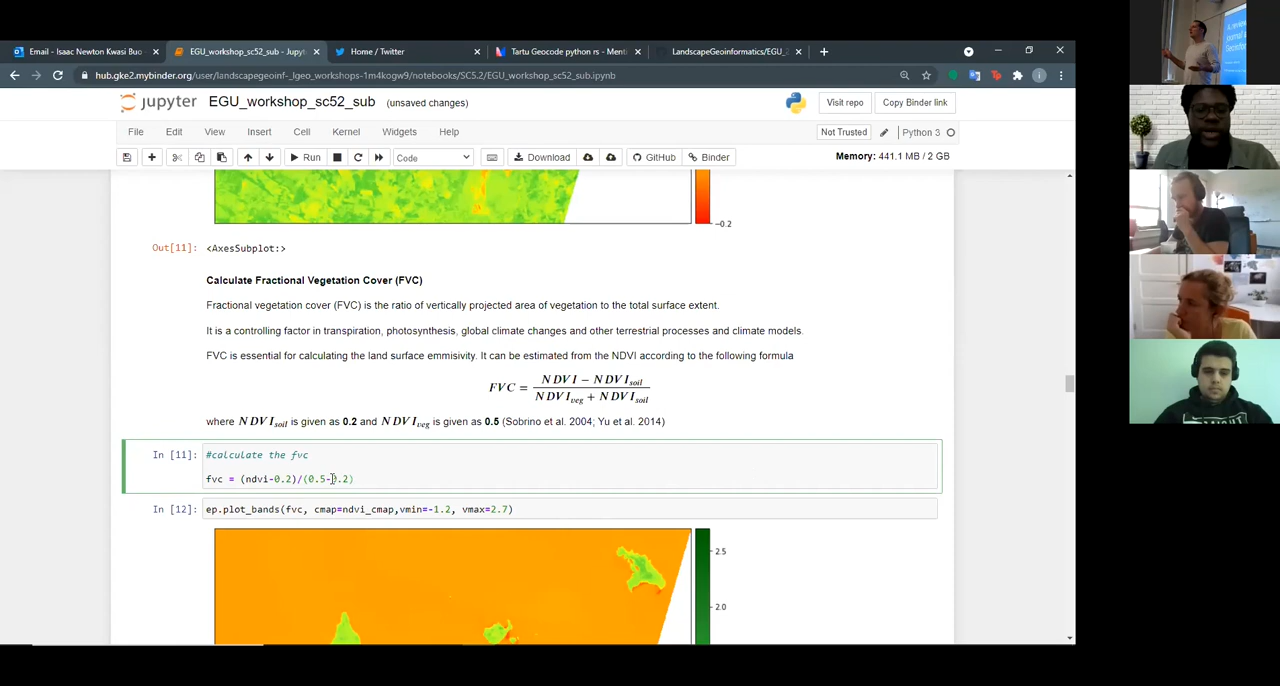 Email - Isaac Newton Kwasi Buo -
EGU_workshop_sc52_sub - Jupyt
Home / Twitter
Tartu Geocode python rs - Menti
LandscapeGeoinformatics/EGU_2
hub.gke2.mybinder.org/user/landscapegeoinf-_lgeo_workshops-1m4kogw9/notebooks/SC5.2/EGU_workshop_sc52_sub.ipynb
jupyter EGU_workshop_sc52_sub (unsaved changes)
Visit repo
Copy Binder link
File Edit View Insert Cell Kernel Widgets Help
Not Trusted
Python 3
Run
Code
Download
GitHub
Binder
Memory: 441.1 MB / 2 GB
−0.2
Out[11]: <AxesSubplot:>
Calculate Fractional Vegetation Cover (FVC)
Fractional vegetation cover (FVC) is the ratio of vertically projected area of vegetation to the total surface extent.
It is a controlling factor in transpiration, photosynthesis, global climate changes and other terrestrial processes and climate models.
FVC is essential for calculating the land surface emmisivity. It can be estimated from the NDVI according to the following formula
FVC = (NDVI − NDVI_soil) / (NDVI_veg + NDVI_soil)
where NDVI_soil is given as 0.2 and NDVI_veg is given as 0.5 (Sobrino et al. 2004; Yu et al. 2014)
In [11]: #calculate the fvc
fvc = (ndvi-0.2)/(0.5-0.2)
In [12]: ep.plot_bands(fvc, cmap=ndvi_cmap,vmin=-1.2, vmax=2.7)
2.5
2.0